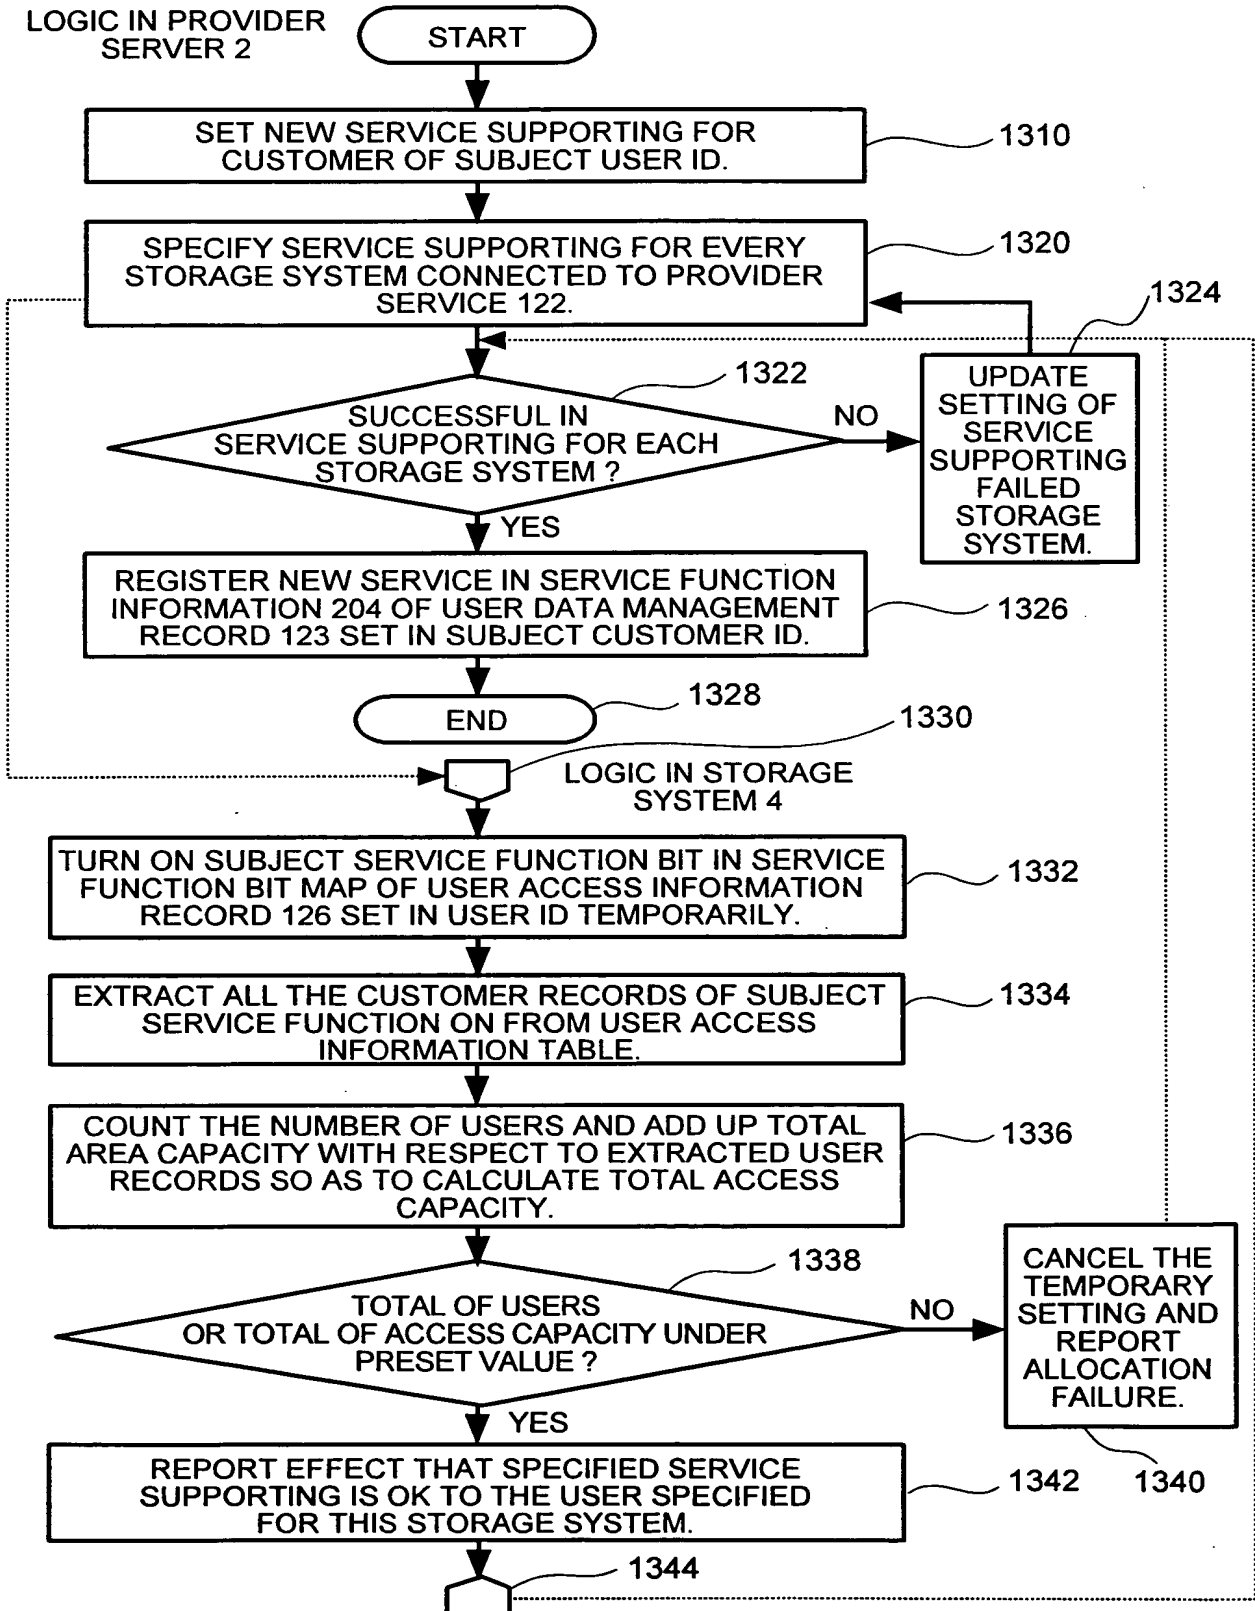 LOGIC IN PROVIDER
SERVER 2
START
SET NEW SERVICE SUPPORTING FOR
CUSTOMER OF SUBJECT USER ID.
1310
SPECIFY SERVICE SUPPORTING FOR EVERY
STORAGE SYSTEM CONNECTED TO PROVIDER
SERVICE 122.
1320
1324
UPDATE
SETTING OF
SERVICE
SUPPORTING
FAILED
STORAGE
SYSTEM.
1322
SUCCESSFUL IN
SERVICE SUPPORTING FOR EACH
STORAGE SYSTEM ?
NO
YES
REGISTER NEW SERVICE IN SERVICE FUNCTION
INFORMATION 204 OF USER DATA MANAGEMENT
RECORD 123 SET IN SUBJECT CUSTOMER ID.
1326
END
1328
1330
LOGIC IN STORAGE
SYSTEM 4
TURN ON SUBJECT SERVICE FUNCTION BIT IN SERVICE
FUNCTION BIT MAP OF USER ACCESS INFORMATION
RECORD 126 SET IN USER ID TEMPORARILY.
1332
EXTRACT ALL THE CUSTOMER RECORDS OF SUBJECT
SERVICE FUNCTION ON FROM USER ACCESS
INFORMATION TABLE.
1334
COUNT THE NUMBER OF USERS AND ADD UP TOTAL
AREA CAPACITY WITH RESPECT TO EXTRACTED USER
RECORDS SO AS TO CALCULATE TOTAL ACCESS
CAPACITY.
1336
1338
TOTAL OF USERS
OR TOTAL OF ACCESS CAPACITY UNDER
PRESET VALUE ?
NO
CANCEL THE
TEMPORARY
SETTING AND
REPORT
ALLOCATION
FAILURE.
1340
YES
REPORT EFFECT THAT SPECIFIED SERVICE
SUPPORTING IS OK TO THE USER SPECIFIED
FOR THIS STORAGE SYSTEM.
1342
1344